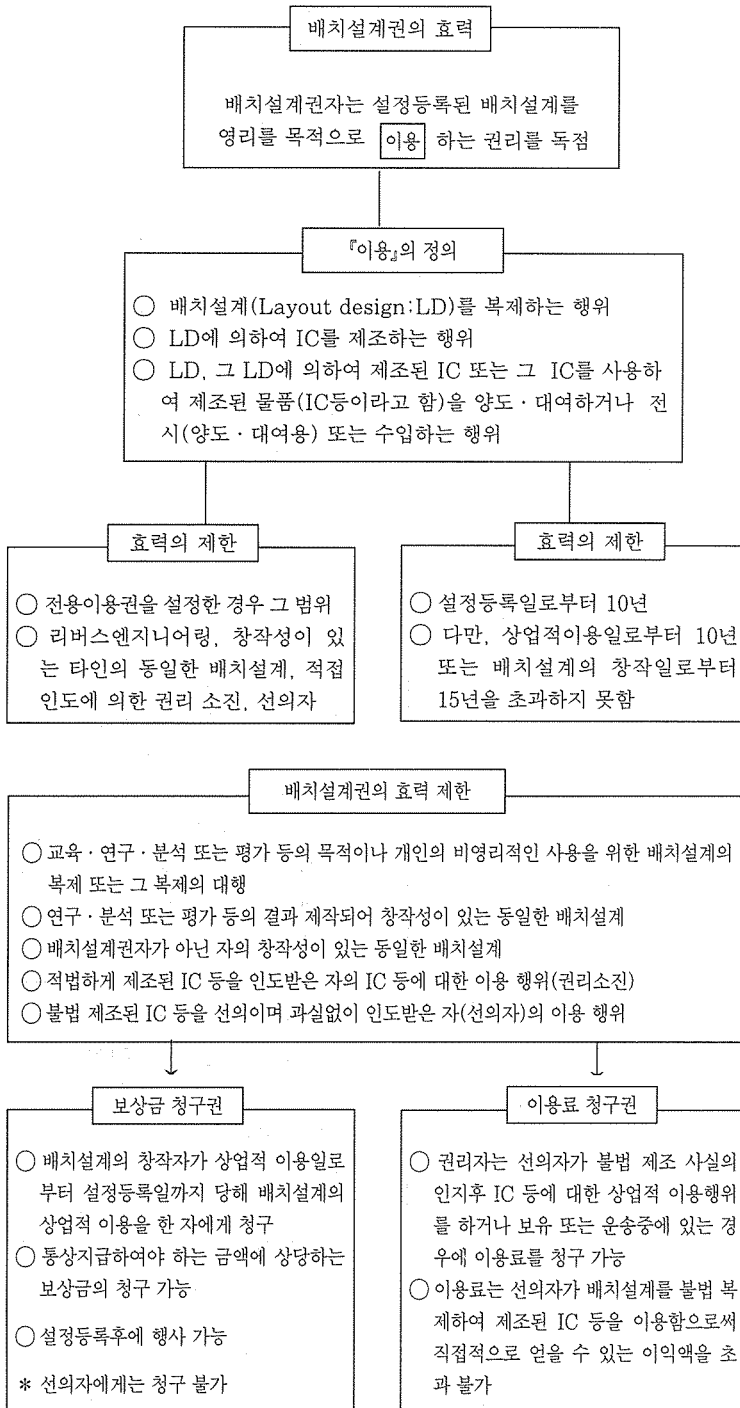 배치설계권의 효력
배치설계권자는 설정등록된 배치설계를
영리를 목적으로 이용 하는 권리를 독점
『이용』의 정의
○ 배치설계(Layout design;LD)를 복제하는 행위
○ LD에 의하여 IC를 제조하는 행위
○ LD, 그 LD에 의하여 제조된 IC 또는 그 IC를 사용하
여 제조된 물품(IC등이라고 함)을 양도·대여하거나 전
시(양도·대여용) 또는 수입하는 행위
효력의 제한
○ 전용이용권을 설정한 경우 그 범위
○ 리버스엔지니어링, 창작성이 있
는 타인의 동일한 배치설계, 적접
인도에 의한 권리 소진, 선의자
효력의 제한
○ 설정등록일로부터 10년
○ 다만, 상업적이용일로부터 10년
또는 배치설계의 창작일로부터
15년을 초과하지 못함
배치설계권의 효력 제한
○ 교육·연구·분석 또는 평가 등의 목적이나 개인의 비영리적인 사용을 위한 배치설계의
복제 또는 그 복제의 대행
○ 연구·분석 또는 평가 등의 결과 제작되어 창작성이 있는 동일한 배치설계
○ 배치설계권자가 아닌 자의 창작성이 있는 동일한 배치설계
○ 적법하게 제조된 IC 등을 인도받은 자의 IC 등에 대한 이용 행위(권리소진)
○ 불법 제조된 IC 등을 선의이며 과실없이 인도받은 자(선의자)의 이용 행위
보상금 청구권
○ 배치설계의 창작자가 상업적 이용일로
부터 설정등록일까지 당해 배치설계의
상업적 이용을 한 자에게 청구
○ 통상지급하여야 하는 금액에 상당하는
보상금의 청구 가능
○ 설정등록후에 행사 가능
* 선의자에게는 청구 불가
이용료 청구권
○ 권리자는 선의자가 불법 제조 사실의
인지후 IC 등에 대한 상업적 이용행위
를 하거나 보유 또는 운송중에 있는 경
우에 이용료를 청구 가능
○ 이용료는 선의자가 배치설계를 불법 복
제하여 제조된 IC 등을 이용함으로써
직접적으로 얻을 수 있는 이익액을 초
과 불가